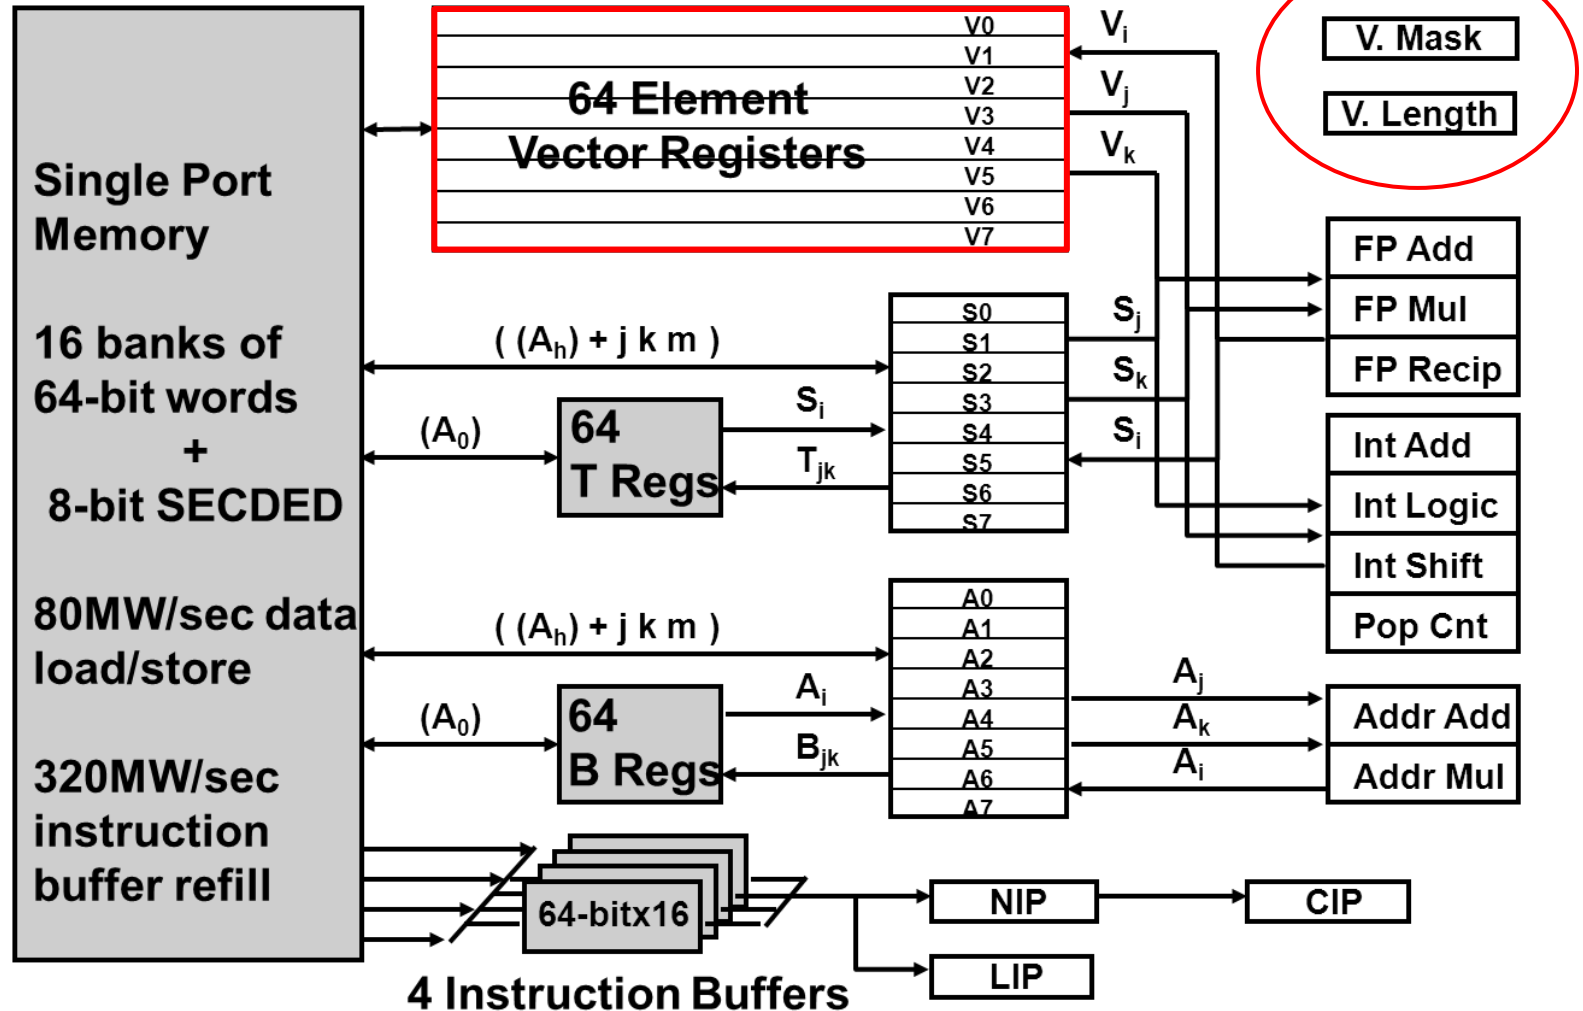 Single Port
Memory
16 banks of
64-bit words
+
8-bit SECDED
80MW/sec data
load/store
320MW/sec
instruction
buffer refill
64 Element
Vector Registers
V0
V1
V2
V3
V4
V5
V6
V7
Vi
Vj
Vk
V. Mask
V. Length
FP Add
FP Mul
FP Recip
Int Add
Int Logic
Int Shift
Pop Cnt
( (Ah) + j k m )
(A0)
64
T Regs
Si
Tjk
S0
S1
S2
S3
S4
S5
S6
S7
Sj
Sk
Si
( (Ah) + j k m )
(A0)
64
B Regs
Ai
Bjk
A0
A1
A2
A3
A4
A5
A6
A7
Aj
Ak
Ai
Addr Add
Addr Mul
64-bitx16
4 Instruction Buffers
NIP
CIP
LIP